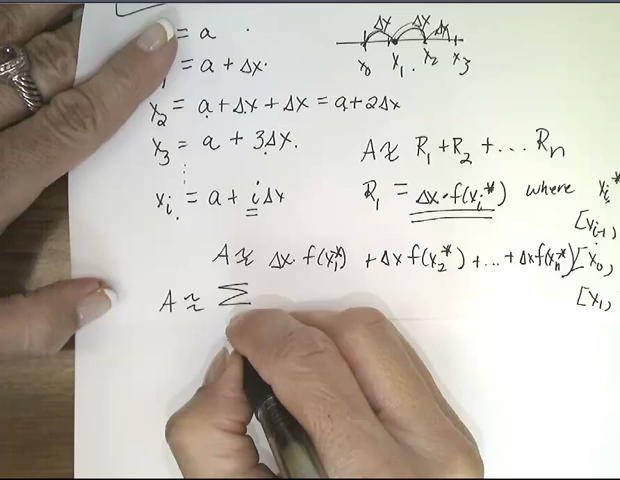 = a
= a + Δx.
x₂ = a + Δx + Δx = a + 2Δx
x₃ = a + 3Δx.
⋮
xᵢ = a + iΔx
Δx Δx Δx
x₀ x₁ x₂ x₃
A ≈ R₁ + R₂ + ... Rₙ
R₁ = Δx · f(xᵢ*) where xᵢ*
[xᵢ₋₁,
A ≈ Δx · f(x₁*) + Δx f(x₂*) + ... + Δx f(xₙ*) [x₀,
[x₁,
A ≈ Σ